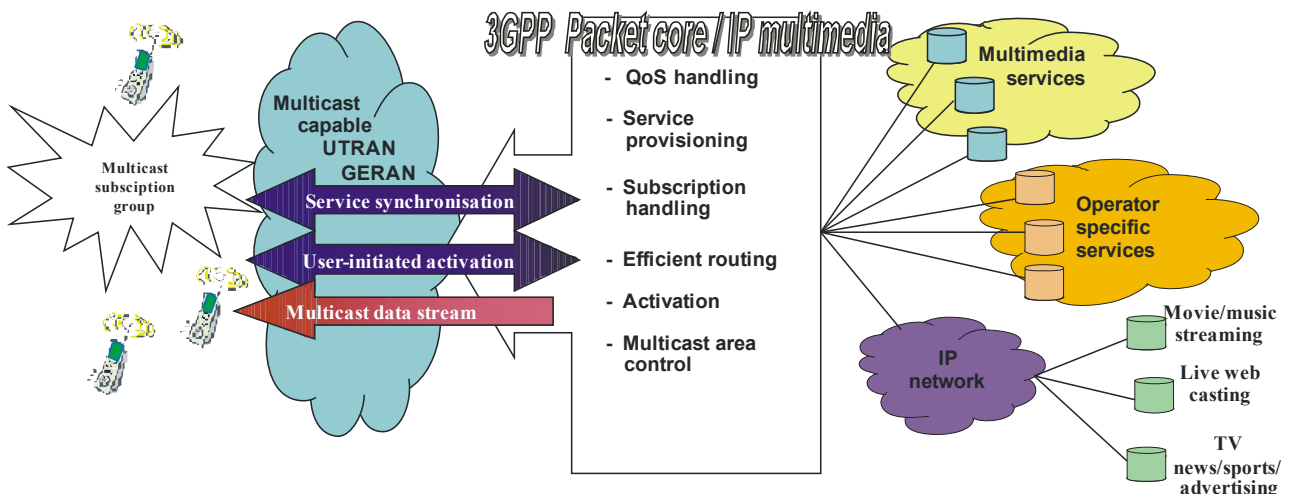 3GPP Packet core / IP multimedia
Multicast
subsciption
group
Multicast
capable
UTRAN
GERAN
Service synchronisation
User-initiated activation
Multicast data stream
- QoS handling
- Service
provisioning
- Subscription
handling
- Efficient routing
- Activation
- Multicast area
control
Multimedia
services
Operator
specific
services
IP
network
Movie/music
streaming
Live web
casting
TV
news/sports/
advertising